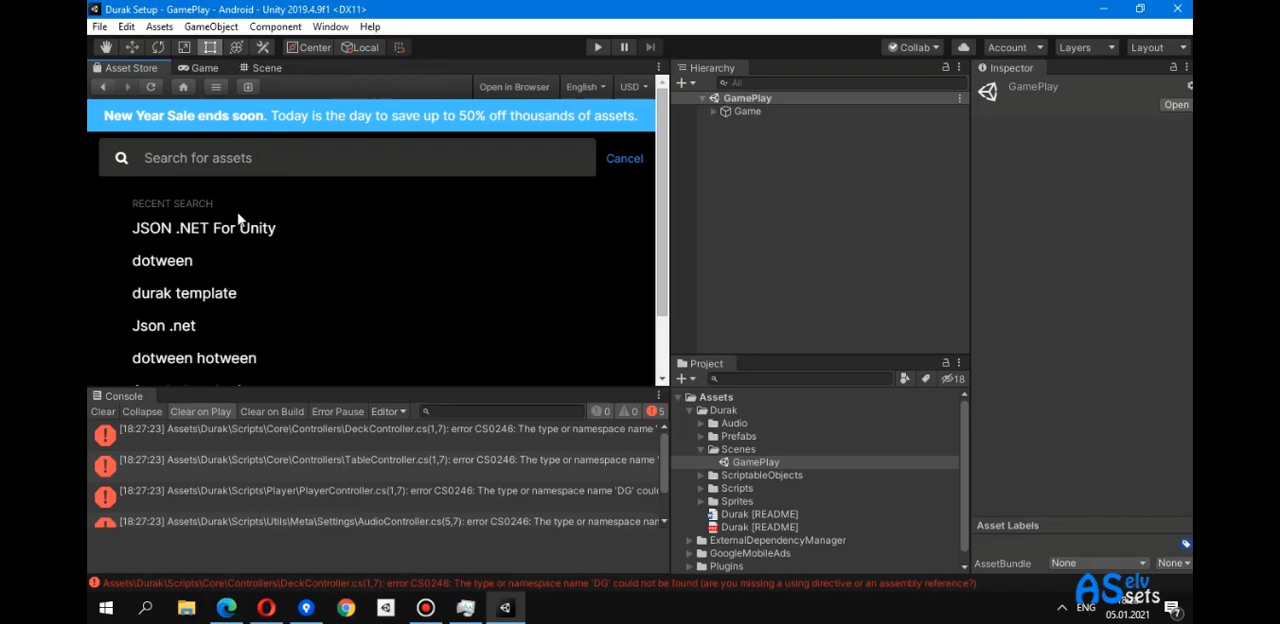 Durak Setup - GamePlay - Android - Unity 2019.4.9f1 <DX11>
File Edit Assets GameObject Component Window Help
Center Local Collab Account Layers Layout
Asset Store Game Scene
Open in Browser English USD
New Year Sale ends soon. Today is the day to save up to 50% off thousands of assets.
Search for assets Cancel
RECENT SEARCH
JSON .NET For Unity
dotween
durak template
Json .net
dotween hotween
Hierarchy
All
GamePlay
Game
Inspector
GamePlay
Open
Console
Clear Collapse Clear on Play Clear on Build Error Pause Editor 0 0 5
[18:27:23] Assets\Durak\Scripts\Core\Controllers\DeckController.cs(1,7): error CS0246: The type or namespace name '
[18:27:23] Assets\Durak\Scripts\Core\Controllers\TableController.cs(1,7): error CS0246: The type or namespace name '
[18:27:23] Assets\Durak\Scripts\Player\PlayerController.cs(1,7): error CS0246: The type or namespace name 'DG' could
[18:27:23] Assets\Durak\Scripts\Utils\Meta\Settings\AudioController.cs(5,7): error CS0246: The type or namespace nam
Project
18
Assets
Durak
Audio
Prefabs
Scenes
GamePlay
ScriptableObjects
Scripts
Sprites
Durak [README]
Durak [README]
ExternalDependencyManager
GoogleMobileAds
Plugins
Asset Labels
AssetBundle None None
Assets\Durak\Scripts\Core\Controllers\DeckController.cs(1,7): error CS0246: The type or namespace name 'DG' could not be found (are you missing a using directive or an assembly reference?)
ASelv
ssets
ENG
05.01.2021
7